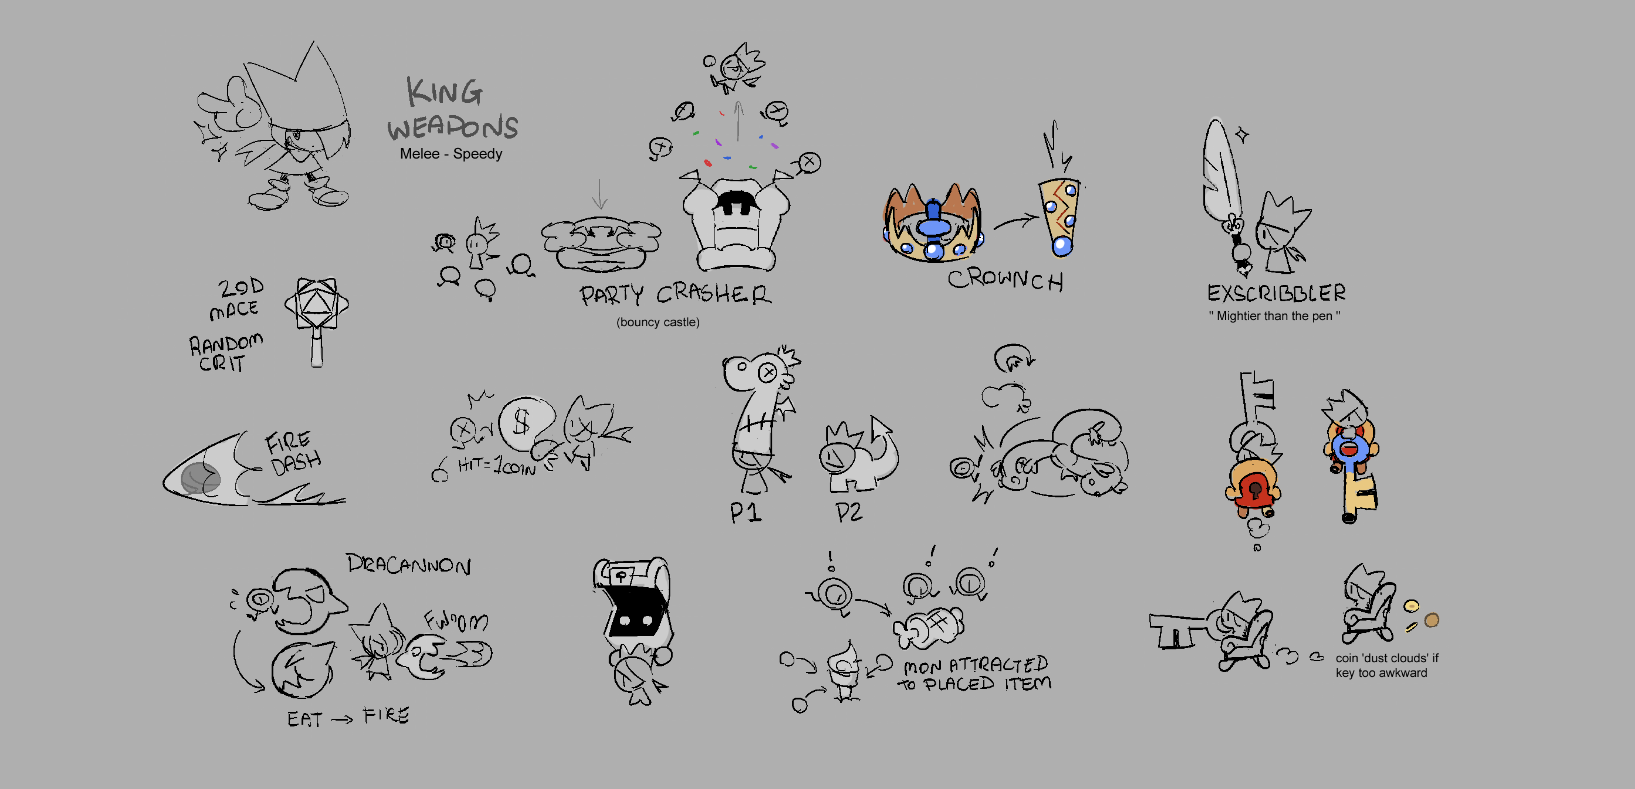 KING
WEAPONS
Melee - Speedy
PARTY CRASHER
(bouncy castle)
CROWNCH
EXSCRIBBLER
" Mightier than the pen "
20D
MACE
RANDOM
CRIT
FIRE
DASH
$
HIT=1COIN
P1
P2
DRACANNON
FWOOM
EAT → FIRE
!
!
!
MON ATTRACTED
to PLACED ITEM
coin 'dust clouds' if
key too awkward